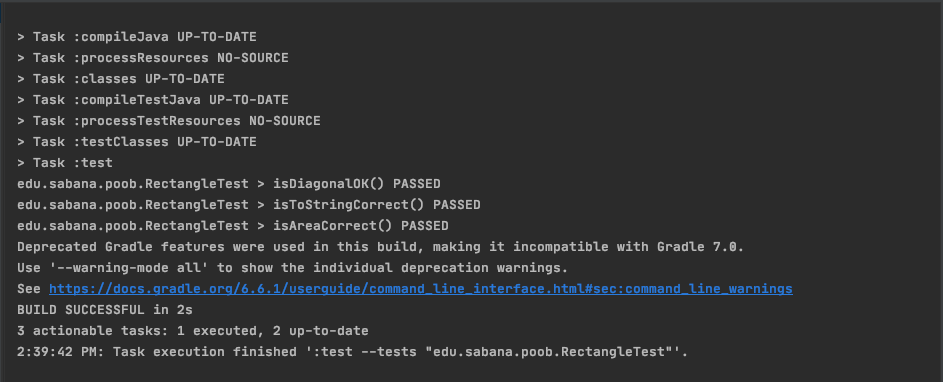 > Task :compileJava UP-TO-DATE
> Task :processResources NO-SOURCE
> Task :classes UP-TO-DATE
> Task :compileTestJava UP-TO-DATE
> Task :processTestResources NO-SOURCE
> Task :testClasses UP-TO-DATE
> Task :test
edu.sabana.poob.RectangleTest > isDiagonalOK() PASSED
edu.sabana.poob.RectangleTest > isToStringCorrect() PASSED
edu.sabana.poob.RectangleTest > isAreaCorrect() PASSED
Deprecated Gradle features were used in this build, making it incompatible with Gradle 7.0.
Use '--warning-mode all' to show the individual deprecation warnings.
See https://docs.gradle.org/6.6.1/userguide/command_line_interface.html#sec:command_line_warnings
BUILD SUCCESSFUL in 2s
3 actionable tasks: 1 executed, 2 up-to-date
2:39:42 PM: Task execution finished ':test --tests "edu.sabana.poob.RectangleTest"'.